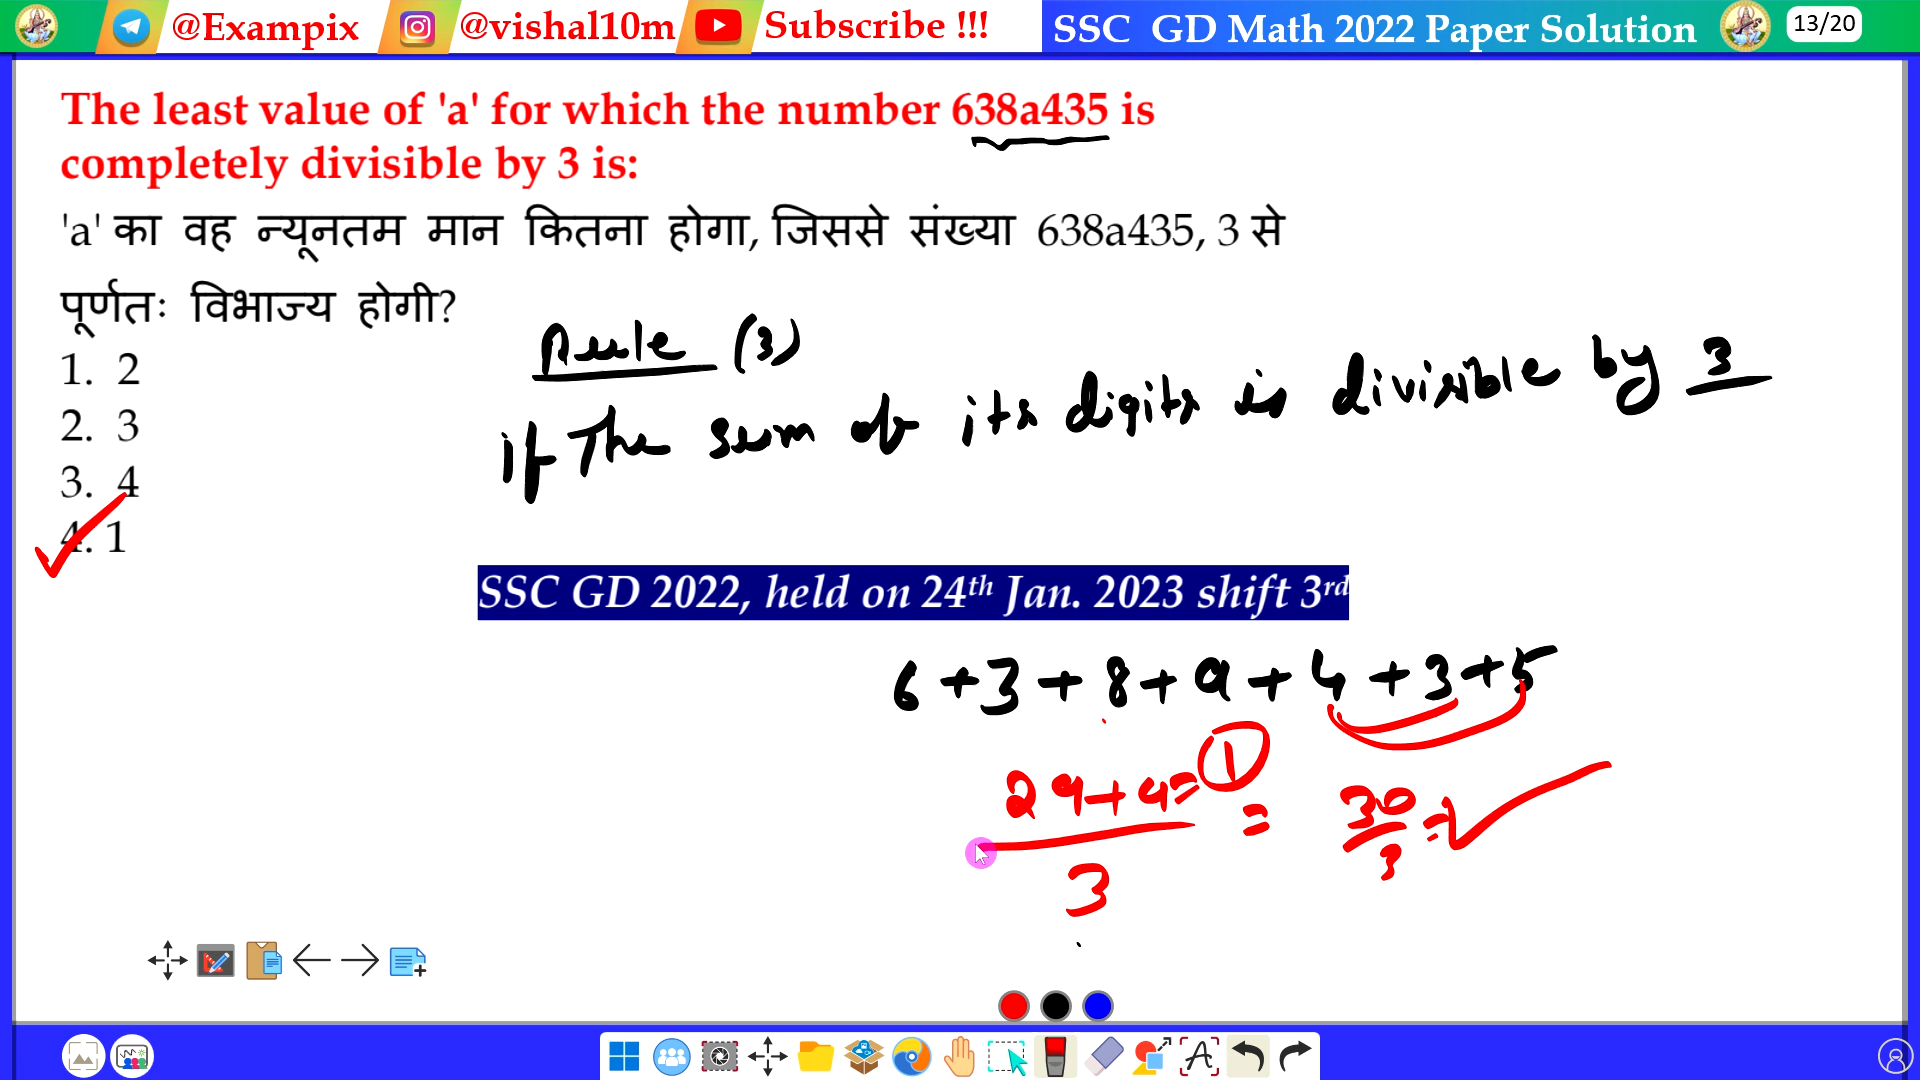 @Exampix @vishal10m Subscribe !!! SSC GD Math 2022 Paper Solution 13/20
The least value of 'a' for which the number 638a435 is
completely divisible by 3 is:
'a' का वह न्यूनतम मान कितना होगा, जिससे संख्या 638a435, 3 से
पूर्णतः विभाज्य होगी?
Rule (3)
1. 2
if The sum of its digits is divisible by 3
2. 3
3. 4
4. 1
SSC GD 2022, held on 24th Jan. 2023 shift 3rd
6+3+8+a+4+3+5
29+a=1
= 30/3 =
3